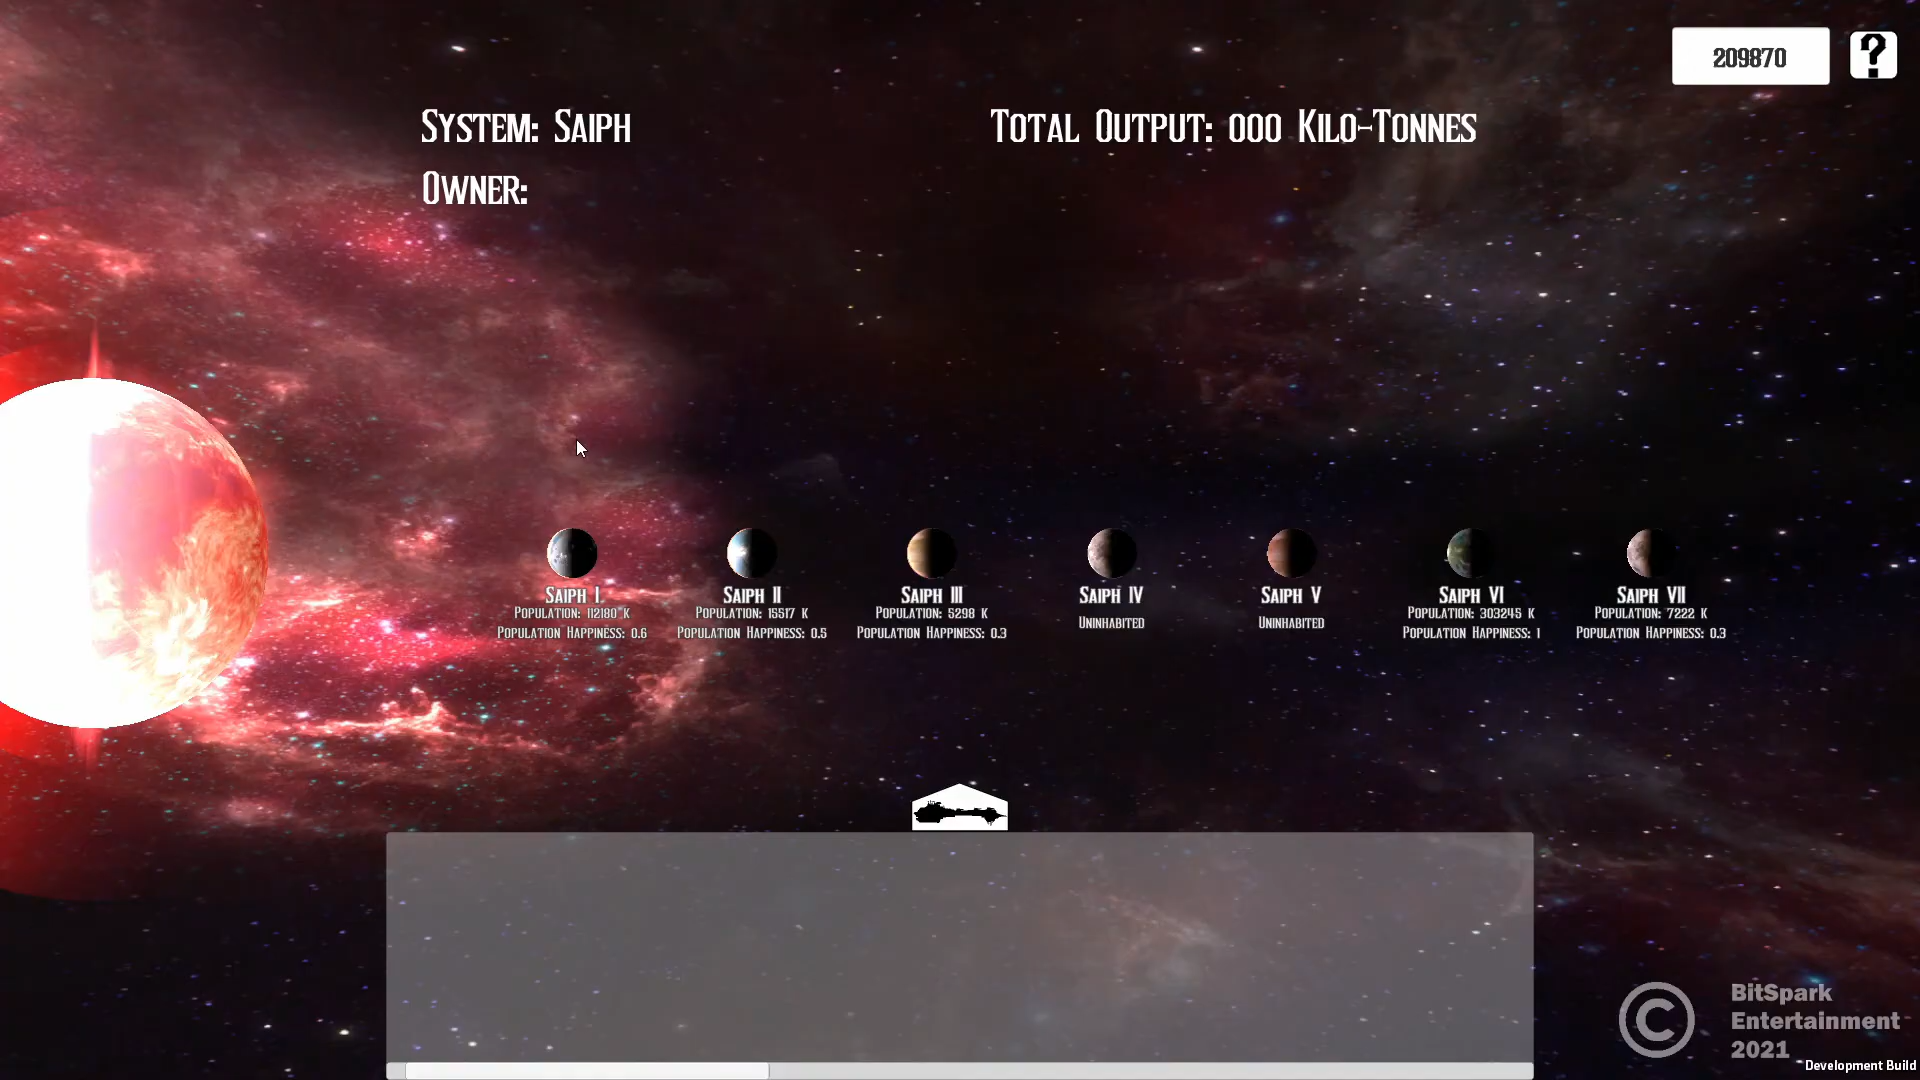 209870
?
System: Saiph
Total Output: 000 Kilo-Tonnes
Owner:
Saiph I
Population: 112180 K
Population Happiness: 0.6
Saiph II
Population: 15517 K
Population Happiness: 0.5
Saiph III
Population: 5298 K
Population Happiness: 0.3
Saiph IV
Uninhabited
Saiph V
Uninhabited
Saiph VI
Population: 303245 K
Population Happiness: 1
Saiph VII
Population: 7222 K
Population Happiness: 0.3
© BitSpark
Entertainment
2021
Development Build